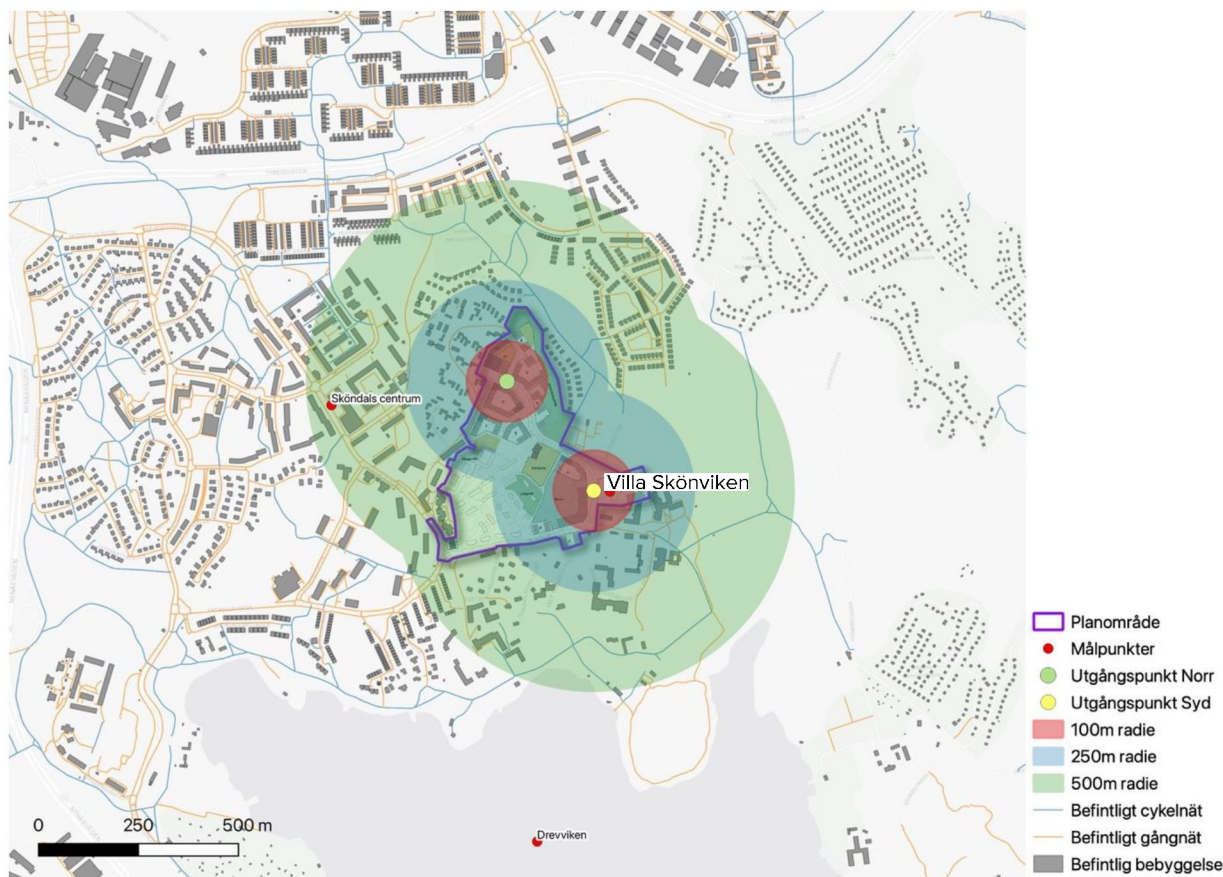 Sköndals centrum
Villa Skönviken
Drevviken
0 250 500 m
Planområde
Målpunkter
Utgångspunkt Norr
Utgångspunkt Syd
100m radie
250m radie
500m radie
Befintligt cykelnät
Befintligt gångnät
Befintlig bebyggelse